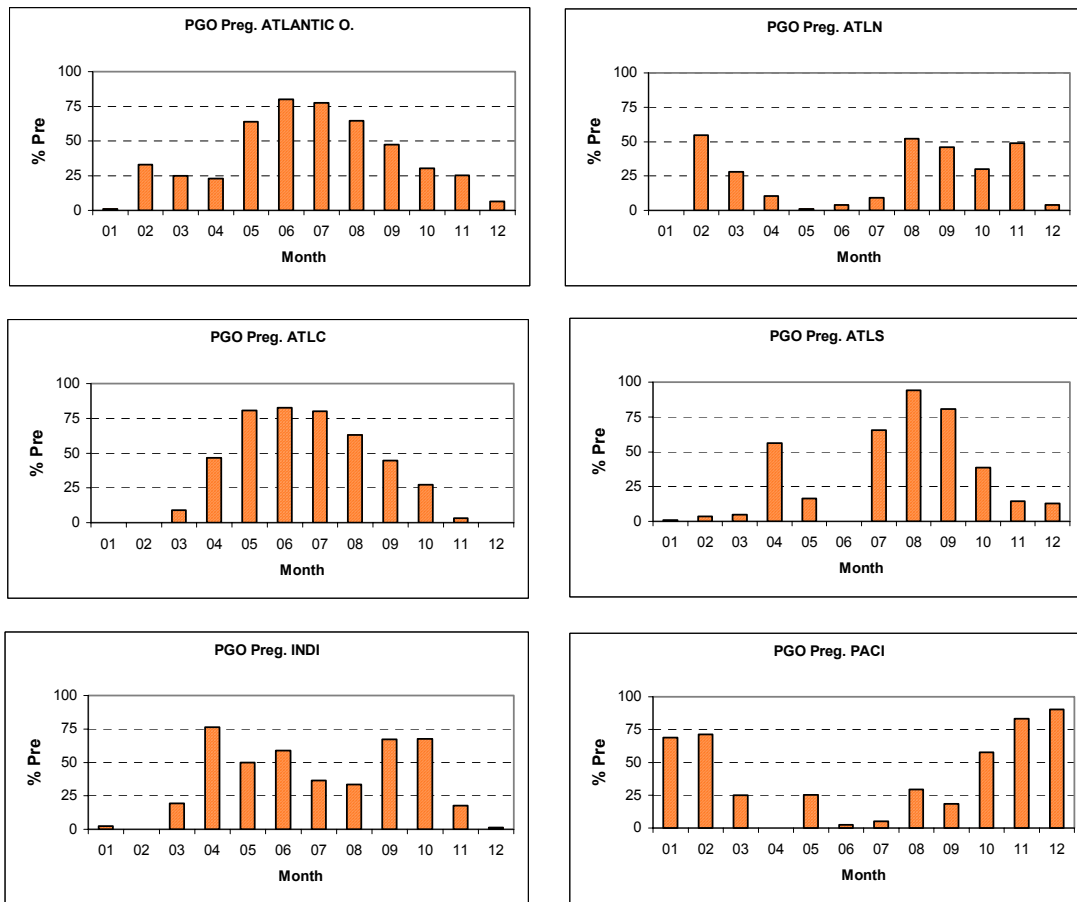 PGO Preg. ATLANTIC O.
100
75
50
25
0
% Pre
01 02 03 04 05 06 07 08 09 10 11 12
Month
PGO Preg. ATLN
100
75
50
25
0
% Pre
01 02 03 04 05 06 07 08 09 10 11 12
Month
PGO Preg. ATLC
100
75
50
25
0
% Pre
01 02 03 04 05 06 07 08 09 10 11 12
Month
PGO Preg. ATLS
100
75
50
25
0
% Pre
01 02 03 04 05 06 07 08 09 10 11 12
Month
PGO Preg. INDI
100
75
50
25
0
% Pre
01 02 03 04 05 06 07 08 09 10 11 12
Month
PGO Preg. PACI
100
75
50
25
0
% Pre
01 02 03 04 05 06 07 08 09 10 11 12
Month